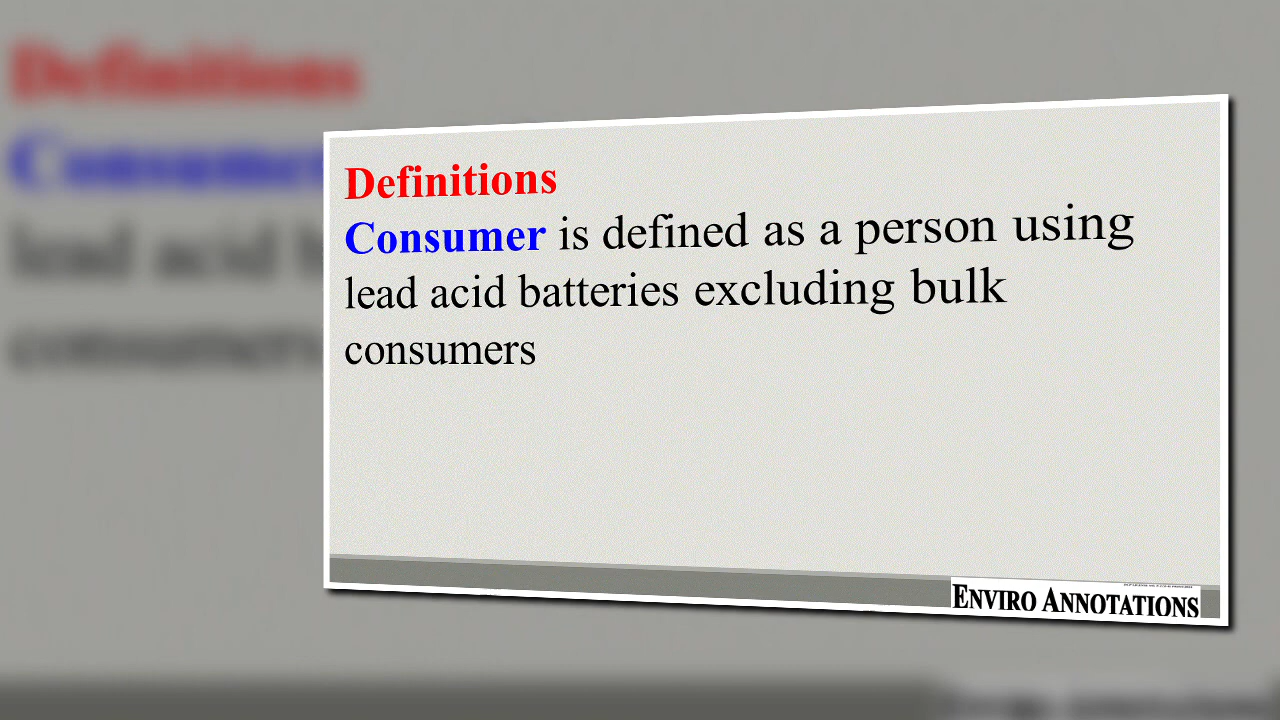 Definitions
Consumer is defined as a person using
lead acid batteries excluding bulk
consumers
ENVIRO ANNOTATIONS